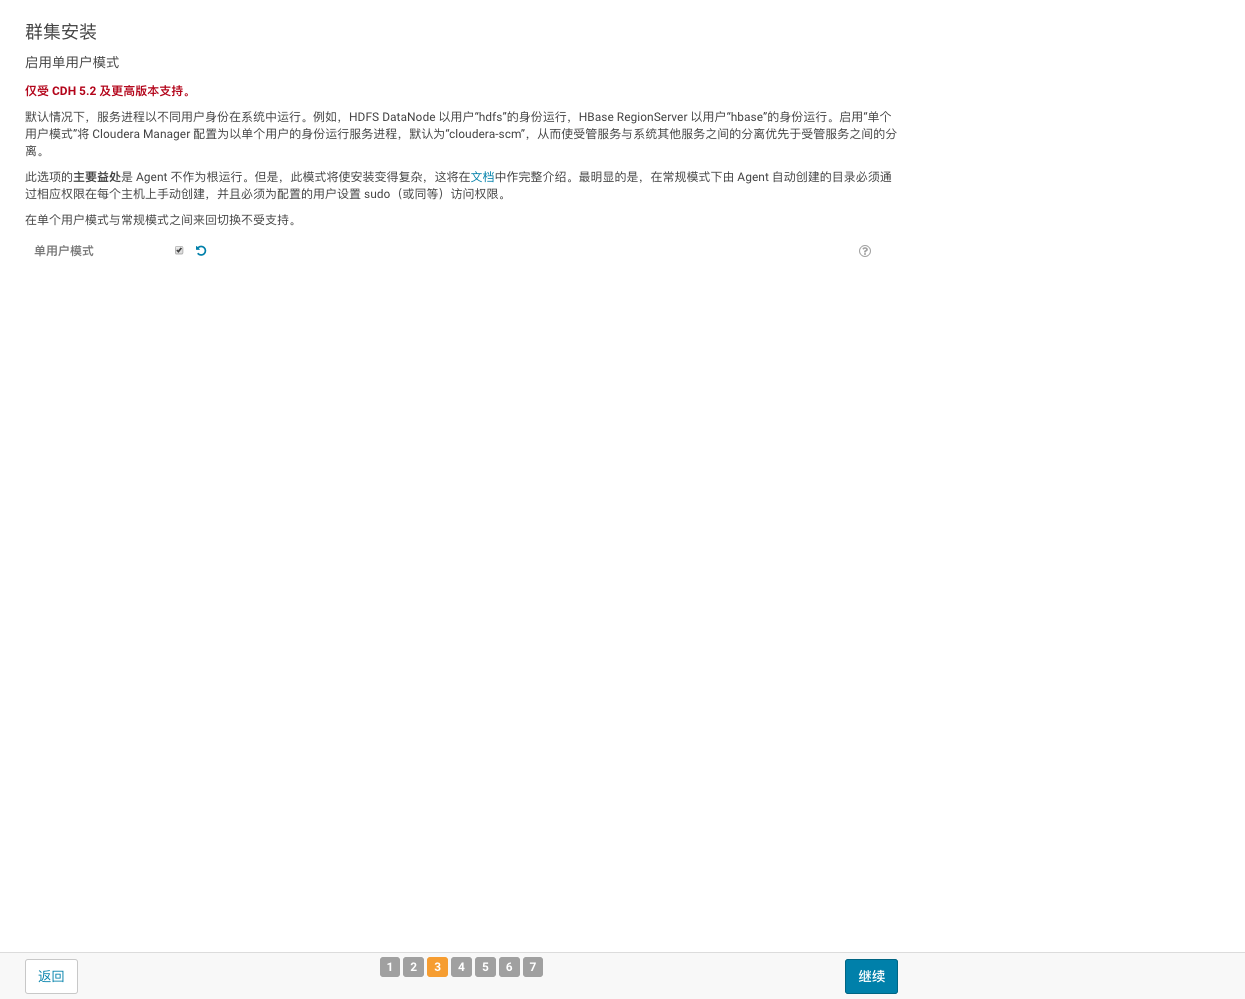 群集安装
启用单用户模式
仅受 CDH 5.2 及更高版本支持。
默认情况下，服务进程以不同用户身份在系统中运行。例如，HDFS DataNode 以用户“hdfs”的身份运行，HBase RegionServer 以用户“hbase”的身份运行。启用“单个
用户模式”将 Cloudera Manager 配置为以单个用户的身份运行服务进程，默认为“cloudera-scm”，从而使受管服务与系统其他服务之间的分离优先于受管服务之间的分
离。
此选项的主要益处是 Agent 不作为根运行。但是，此模式将使安装变得复杂，这将在文档中作完整介绍。最明显的是，在常规模式下由 Agent 自动创建的目录必须通
过相应权限在每个主机上手动创建，并且必须为配置的用户设置 sudo（或同等）访问权限。
在单个用户模式与常规模式之间来回切换不受支持。
单用户模式
返回 1 2 3 4 5 6 7 继续